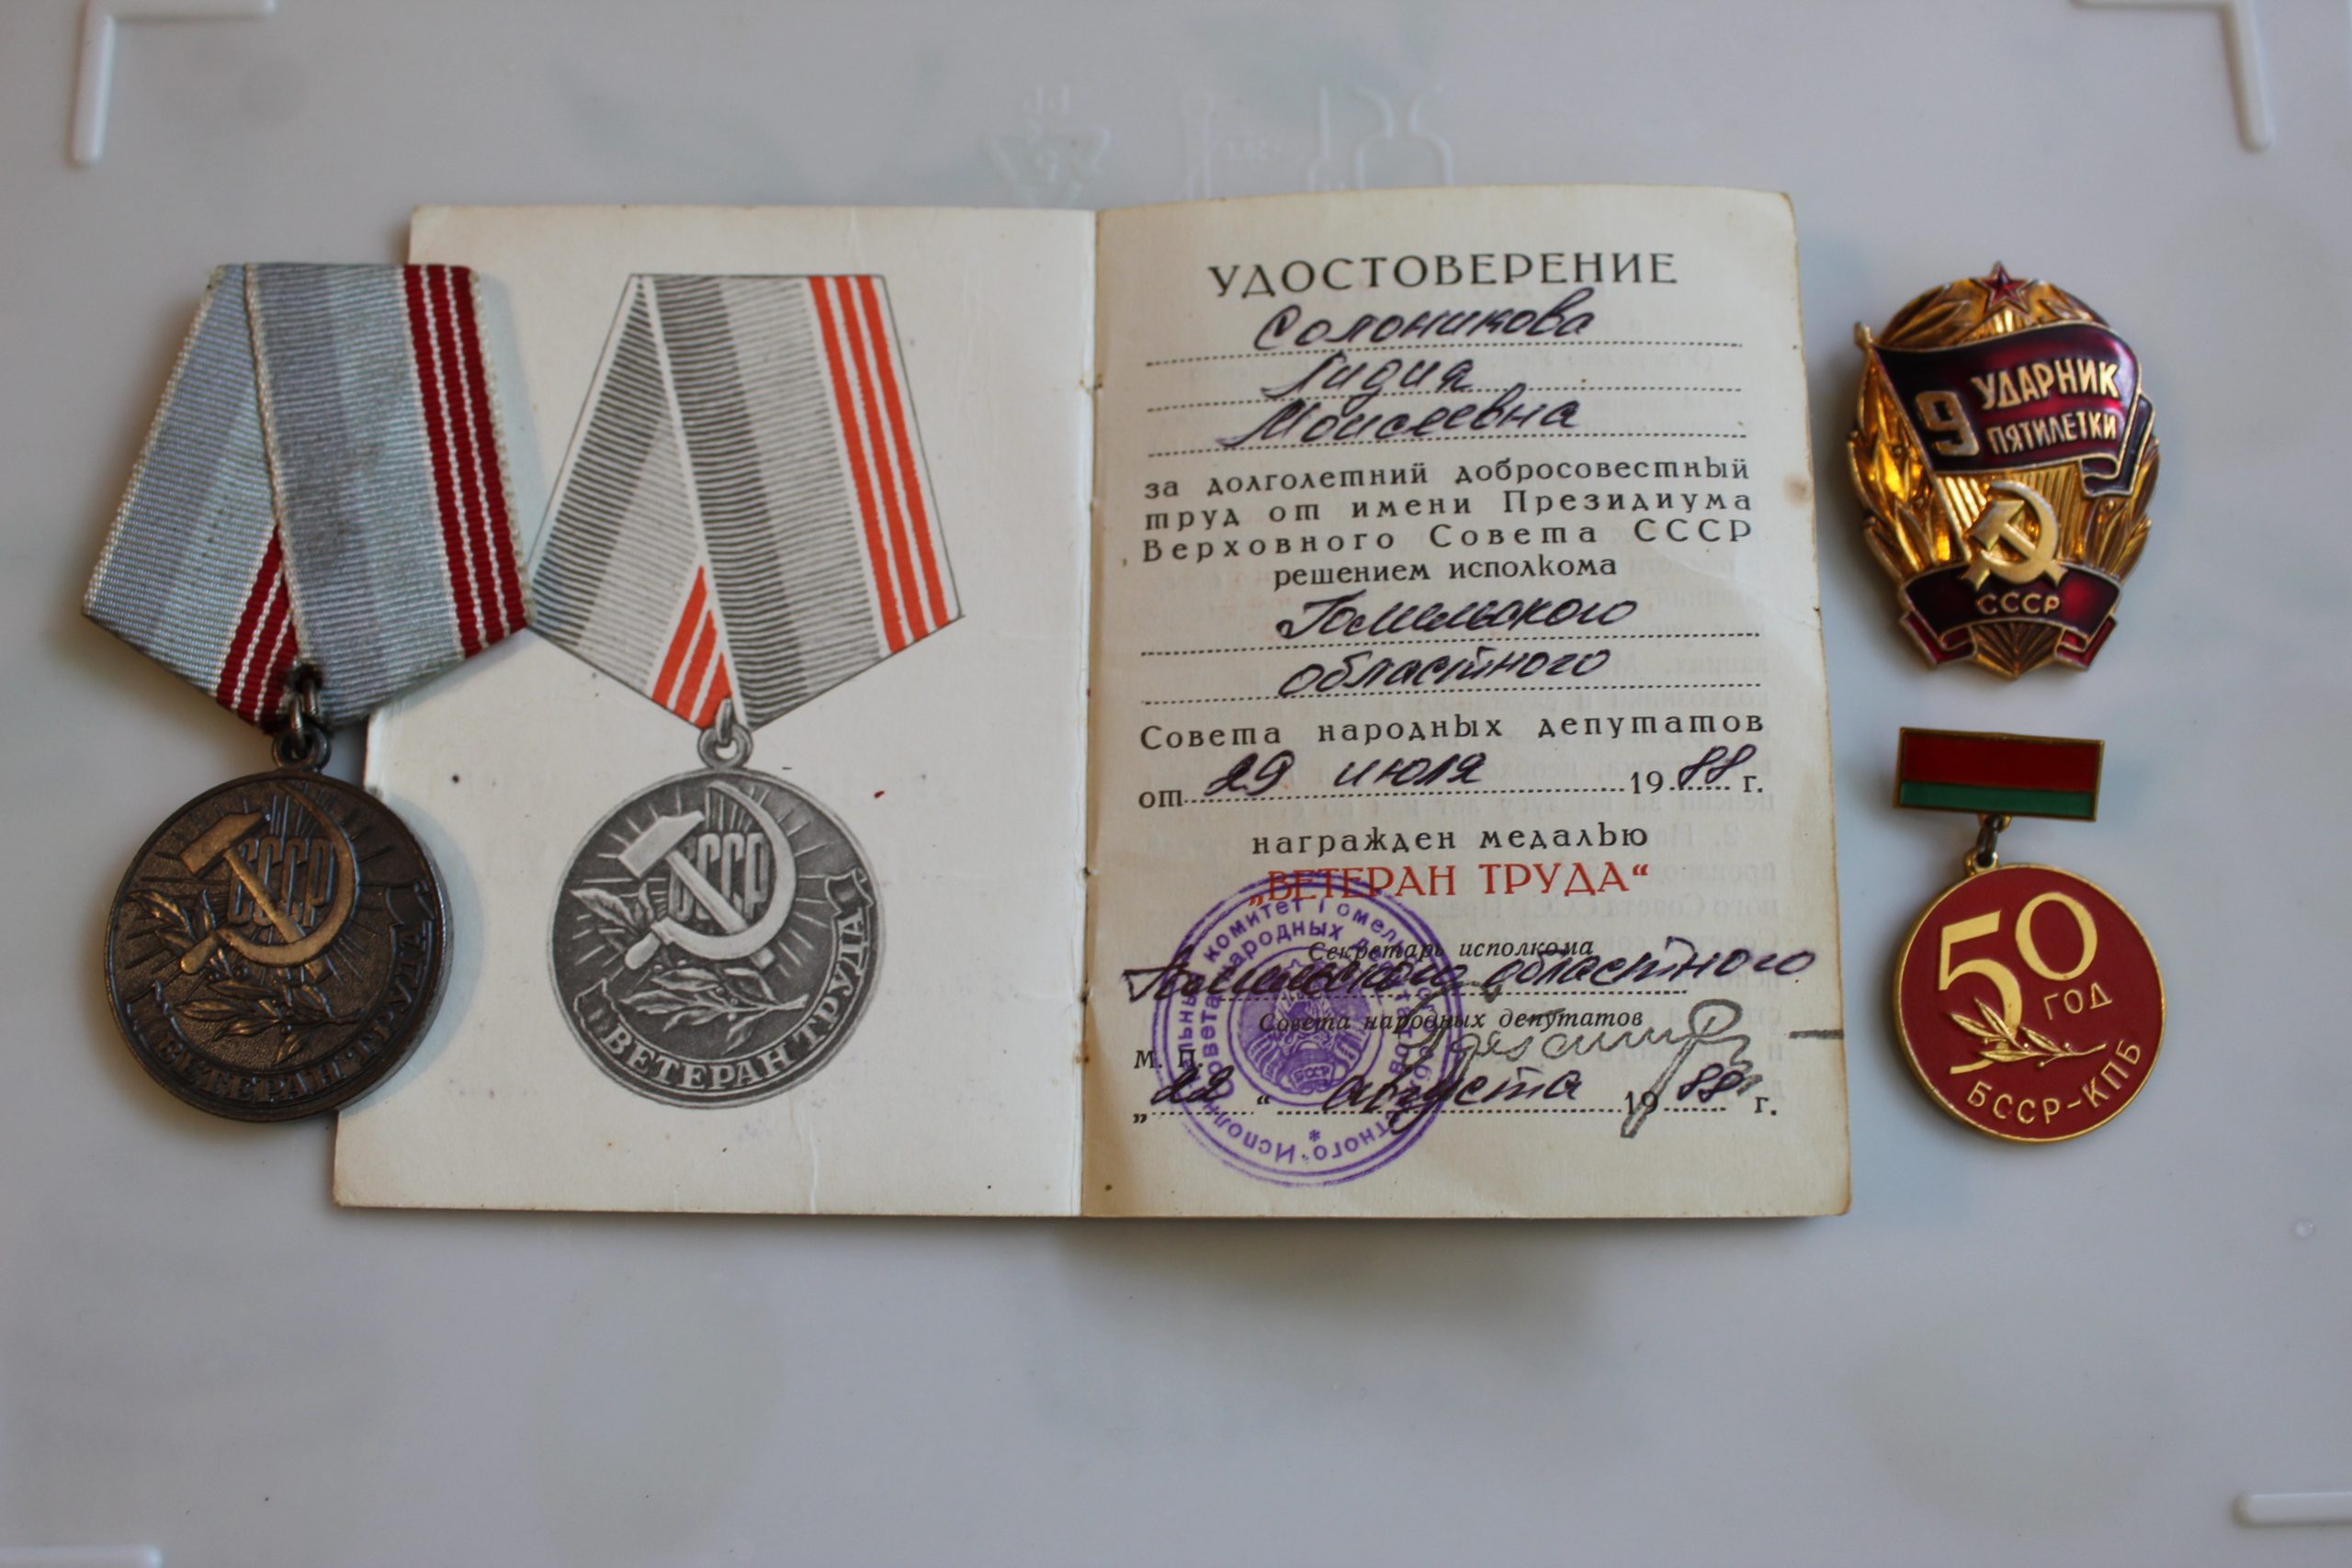 СССР
ВЕТЕРАН ТРУДА
СССР
ВЕТЕРАН ТРУДА
УДОСТОВЕРЕНИЕ
Солоникова
Лидия
Моисеевна
за долголетний добросовестный
труд от имени Президиума
Верховного Совета СССР
решением исполкома
Гомельского
областного
Совета народных депутатов
от 29 июля 1988 г.
награжден медалью
„ВЕТЕРАН ТРУДА“
Секретарь исполкома
Гомельского областного
Совета народных депутатов
М. П.
„22“ августа 1988 г.
9 УДАРНИК
ПЯТИЛЕТКИ
СССР
50
ГОД
БССР-КПБ